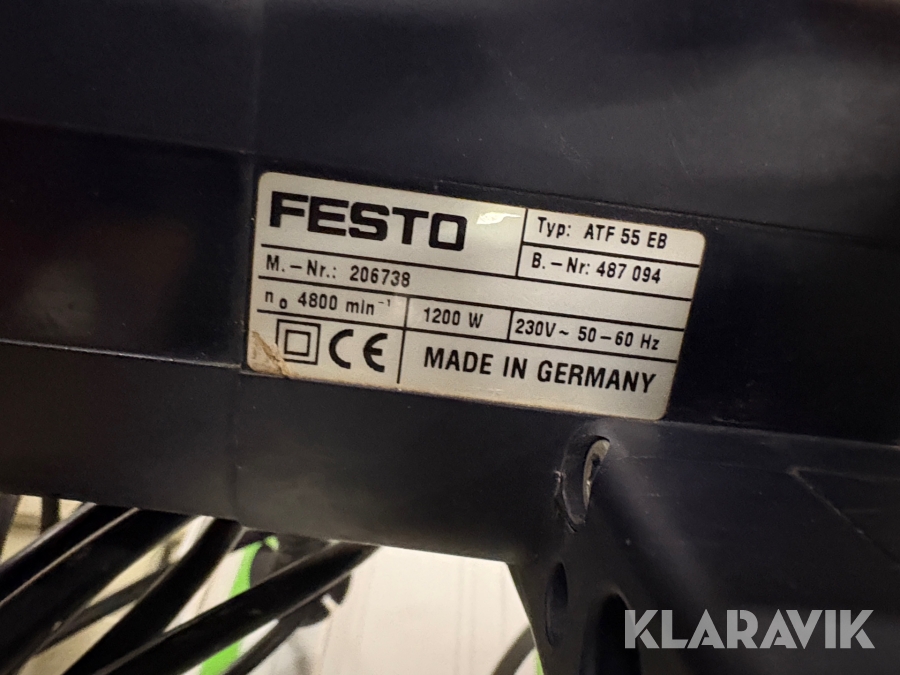 FESTO
Typ: ATF 55 EB
B.-Nr: 487 094
M.-Nr.: 206738
n o 4800 min⁻¹
1200 W
230V~ 50-60 Hz
CE
MADE IN GERMANY
KLARAVIK